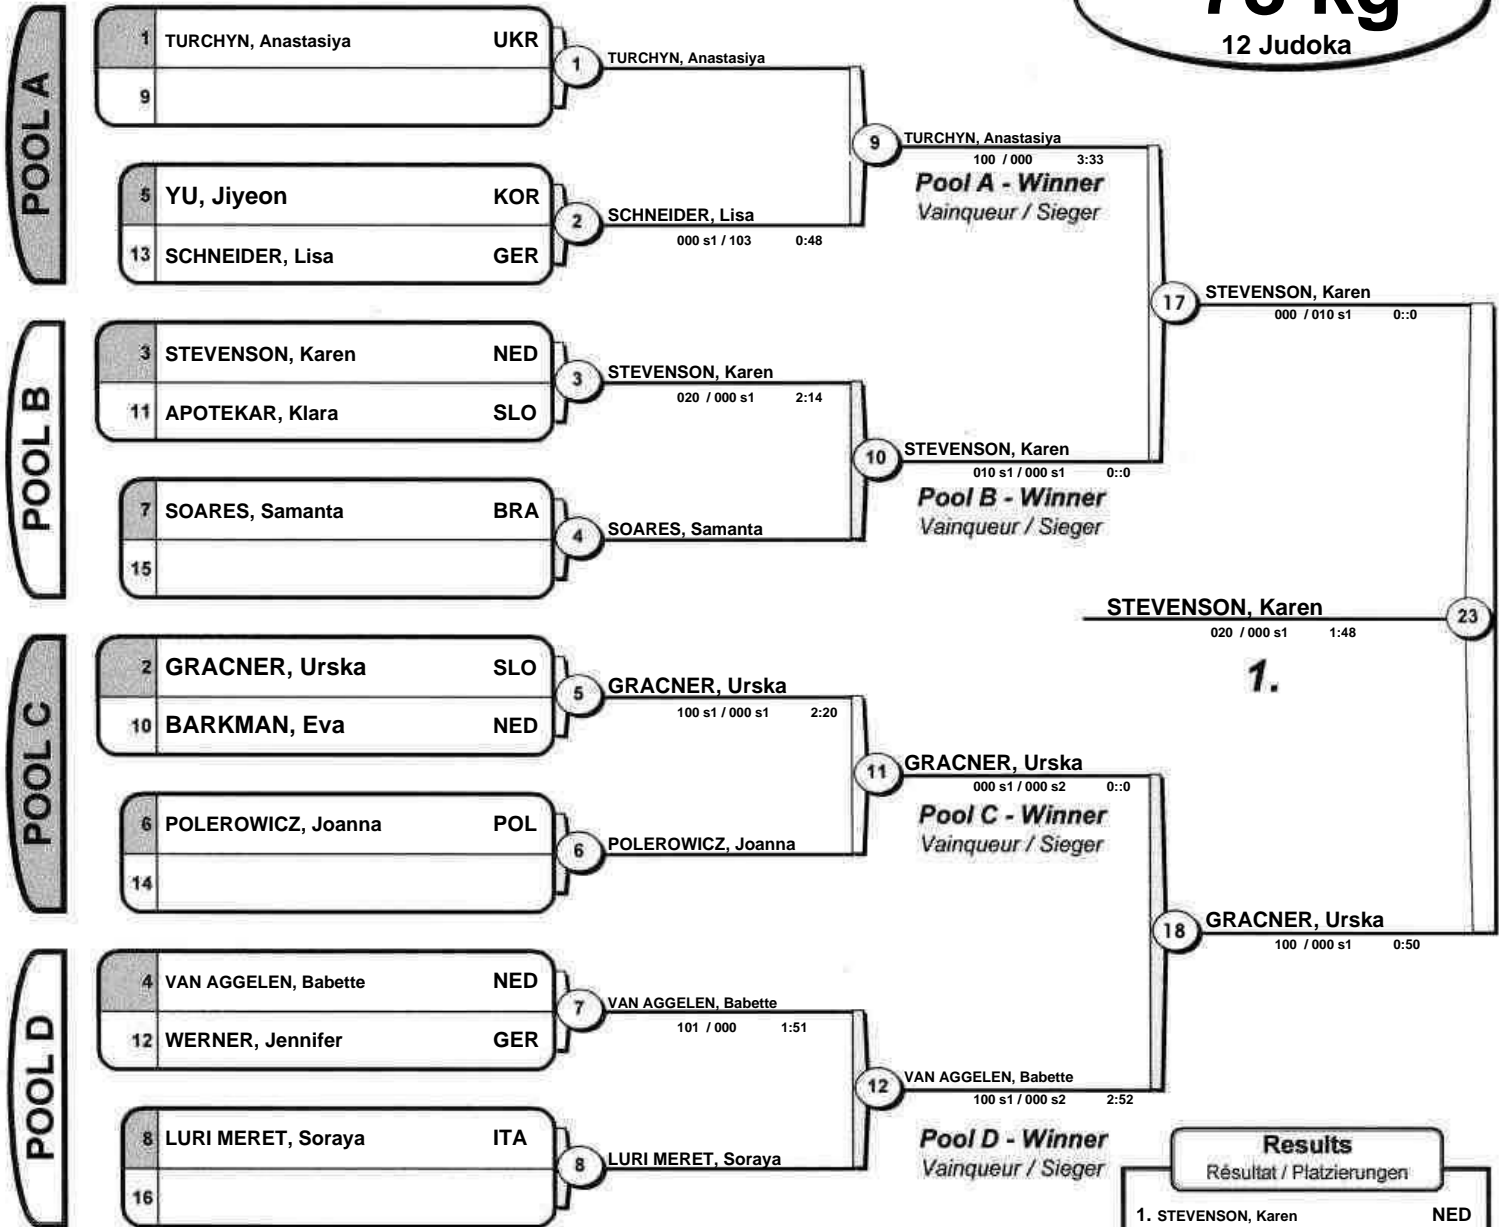 78 kg
12 Judoka
POOL A
1 TURCHYN, Anastasiya UKR
9
1 TURCHYN, Anastasiya
5 YU, Jiyeon KOR
13 SCHNEIDER, Lisa GER
2 SCHNEIDER, Lisa
000 s1 / 103 0:48
9 TURCHYN, Anastasiya
100 / 000 3:33
Pool A - Winner
Vainqueur / Sieger
POOL B
3 STEVENSON, Karen NED
11 APOTEKAR, Klara SLO
3 STEVENSON, Karen
020 / 000 s1 2:14
7 SOARES, Samanta BRA
15
4 SOARES, Samanta
10 STEVENSON, Karen
010 s1 / 000 s1 0::0
Pool B - Winner
Vainqueur / Sieger
17 STEVENSON, Karen
000 / 010 s1 0::0
STEVENSON, Karen 23
020 / 000 s1 1:48
1.
POOL C
2 GRACNER, Urska SLO
10 BARKMAN, Eva NED
5 GRACNER, Urska
100 s1 / 000 s1 2:20
6 POLEROWICZ, Joanna POL
14
6 POLEROWICZ, Joanna
11 GRACNER, Urska
000 s1 / 000 s2 0::0
Pool C - Winner
Vainqueur / Sieger
18 GRACNER, Urska
100 / 000 s1 0:50
POOL D
4 VAN AGGELEN, Babette NED
12 WERNER, Jennifer GER
7 VAN AGGELEN, Babette
101 / 000 1:51
8 LURI MERET, Soraya ITA
16
8 LURI MERET, Soraya
12 VAN AGGELEN, Babette
100 s1 / 000 s2 2:52
Pool D - Winner
Vainqueur / Sieger
Results
Résultat / Platzierungen
1. STEVENSON, Karen NED